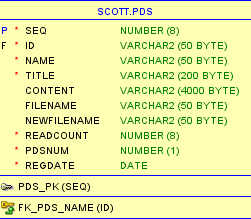 SCOTT.PDS
P * SEQ NUMBER (8)
F * ID VARCHAR2 (50 BYTE)
* NAME VARCHAR2 (50 BYTE)
* TITLE VARCHAR2 (200 BYTE)
CONTENT VARCHAR2 (4000 BYTE)
FILENAME VARCHAR2 (50 BYTE)
NEWFILENAME VARCHAR2 (50 BYTE)
* READCOUNT NUMBER (8)
* PDSNUM NUMBER (1)
* REGDATE DATE
PDS_PK (SEQ)
FK_PDS_NAME (ID)